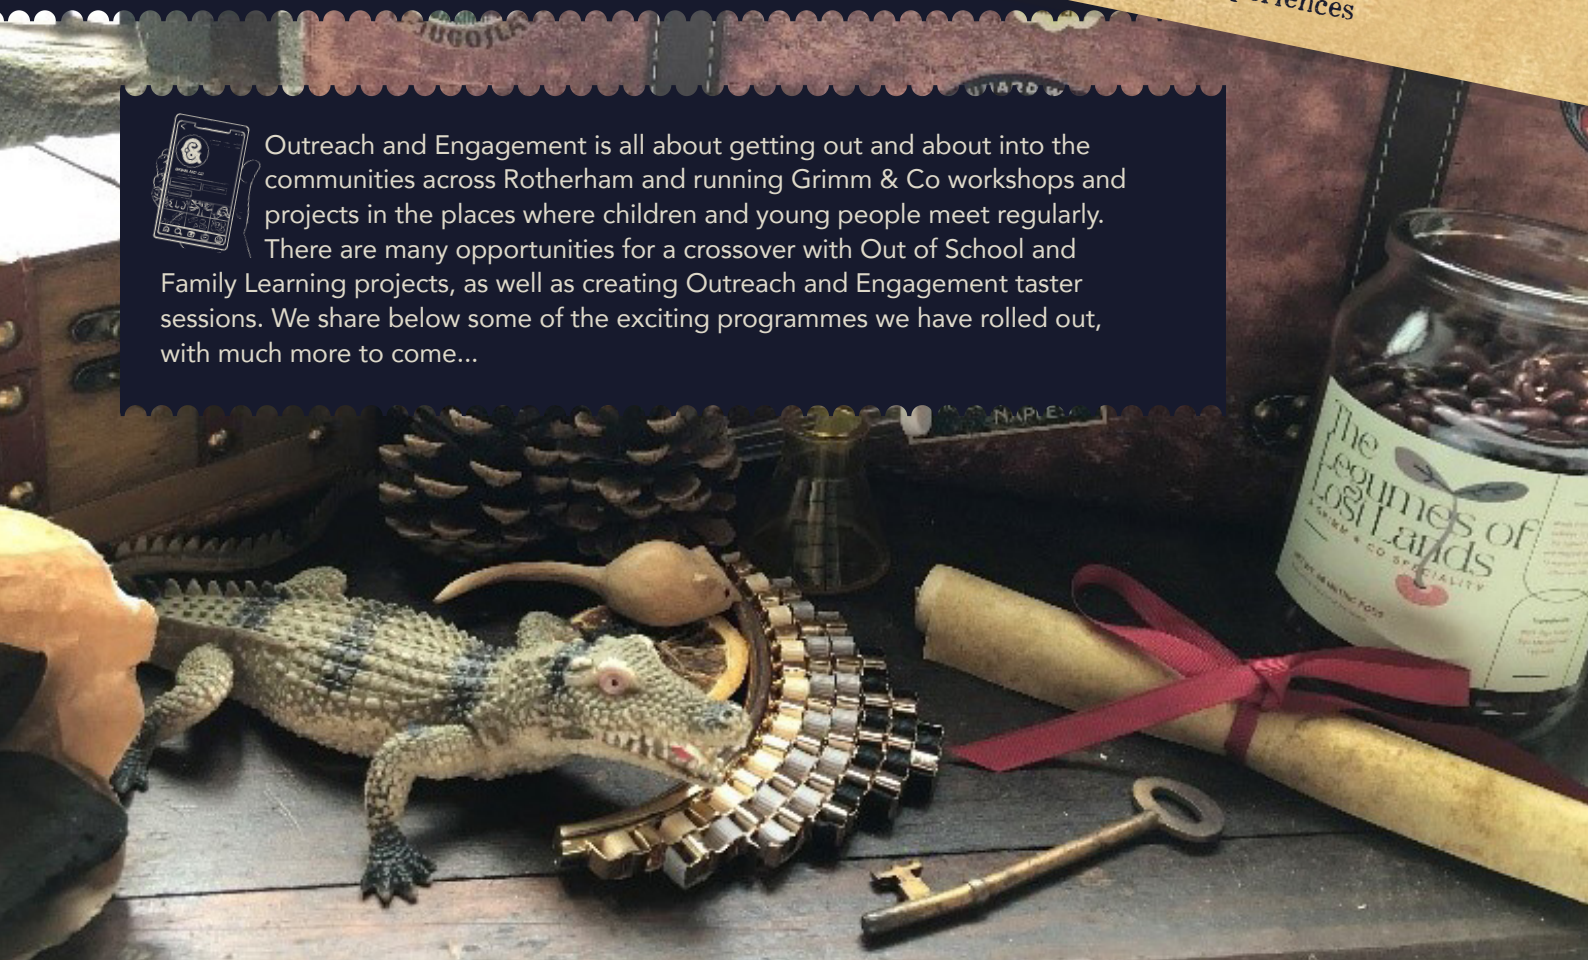 Outreach and Engagement is all about getting out and about into the
communities across Rotherham and running Grimm & Co workshops and
projects in the places where children and young people meet regularly.
There are many opportunities for a crossover with Out of School and
Family Learning projects, as well as creating Outreach and Engagement taster
sessions. We share below some of the exciting programmes we have rolled out,
with much more to come...
NAPLES
The
Legumes of
Lost Lands
A GRIMM & CO SPECIALITY